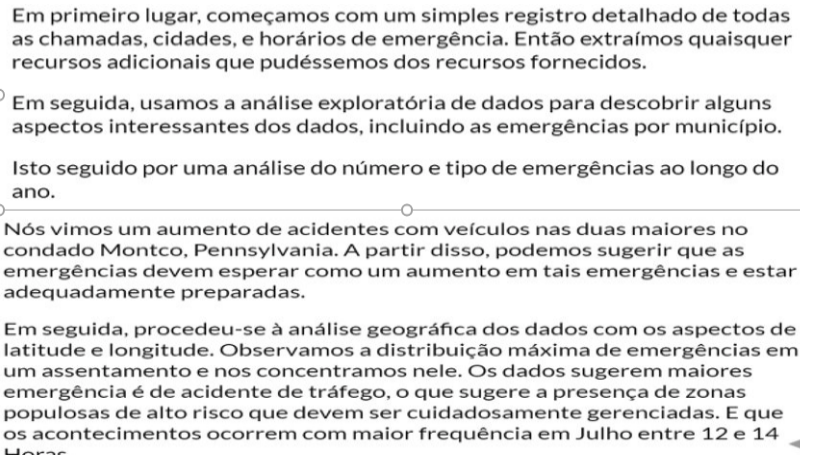 Em primeiro lugar, começamos com um simples registro detalhado de todas
as chamadas, cidades, e horários de emergência. Então extraímos quaisquer
recursos adicionais que pudéssemos dos recursos fornecidos.
Em seguida, usamos a análise exploratória de dados para descobrir alguns
aspectos interessantes dos dados, incluindo as emergências por município.
Isto seguido por uma análise do número e tipo de emergências ao longo do
ano.
Nós vimos um aumento de acidentes com veículos nas duas maiores no
condado Montco, Pennsylvania. A partir disso, podemos sugerir que as
emergências devem esperar como um aumento em tais emergências e estar
adequadamente preparadas.
Em seguida, procedeu-se à análise geográfica dos dados com os aspectos de
latitude e longitude. Observamos a distribuição máxima de emergências em
um assentamento e nos concentramos nele. Os dados sugerem maiores
emergência é de acidente de tráfego, o que sugere a presença de zonas
populosas de alto risco que devem ser cuidadosamente gerenciadas. E que
os acontecimentos ocorrem com maior frequência em Julho entre 12 e 14
Horas